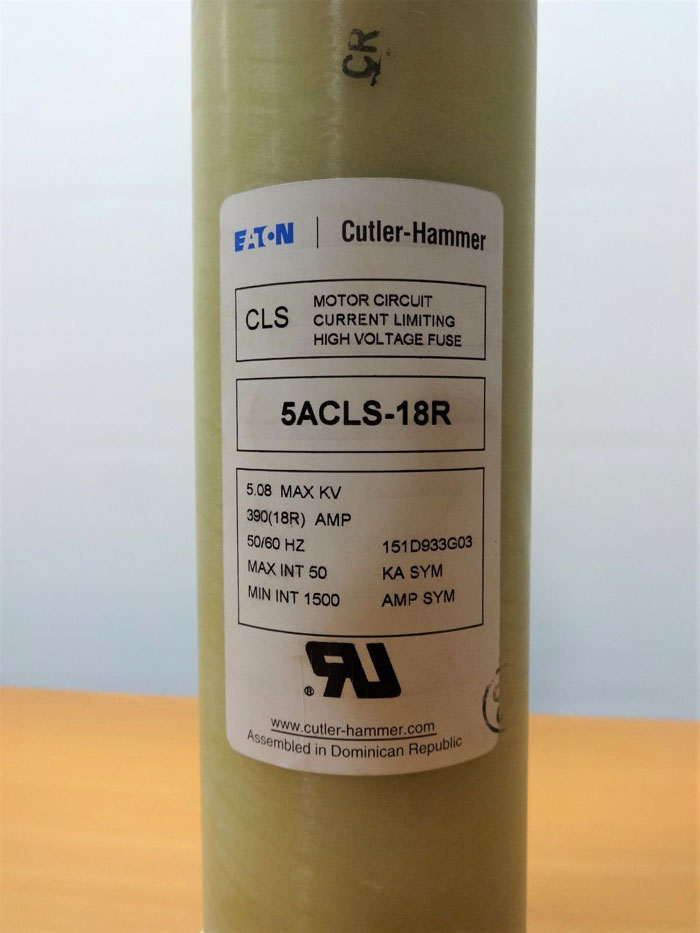 CR
EATON | Cutler-Hammer
CLS
MOTOR CIRCUIT
CURRENT LIMITING
HIGH VOLTAGE FUSE
5ACLS-18R
5.08 MAX KV
390(18R) AMP
50/60 HZ 151D933G03
MAX INT 50 KA SYM
MIN INT 1500 AMP SYM
RU®
www.cutler-hammer.com
Assembled in Dominican Republic